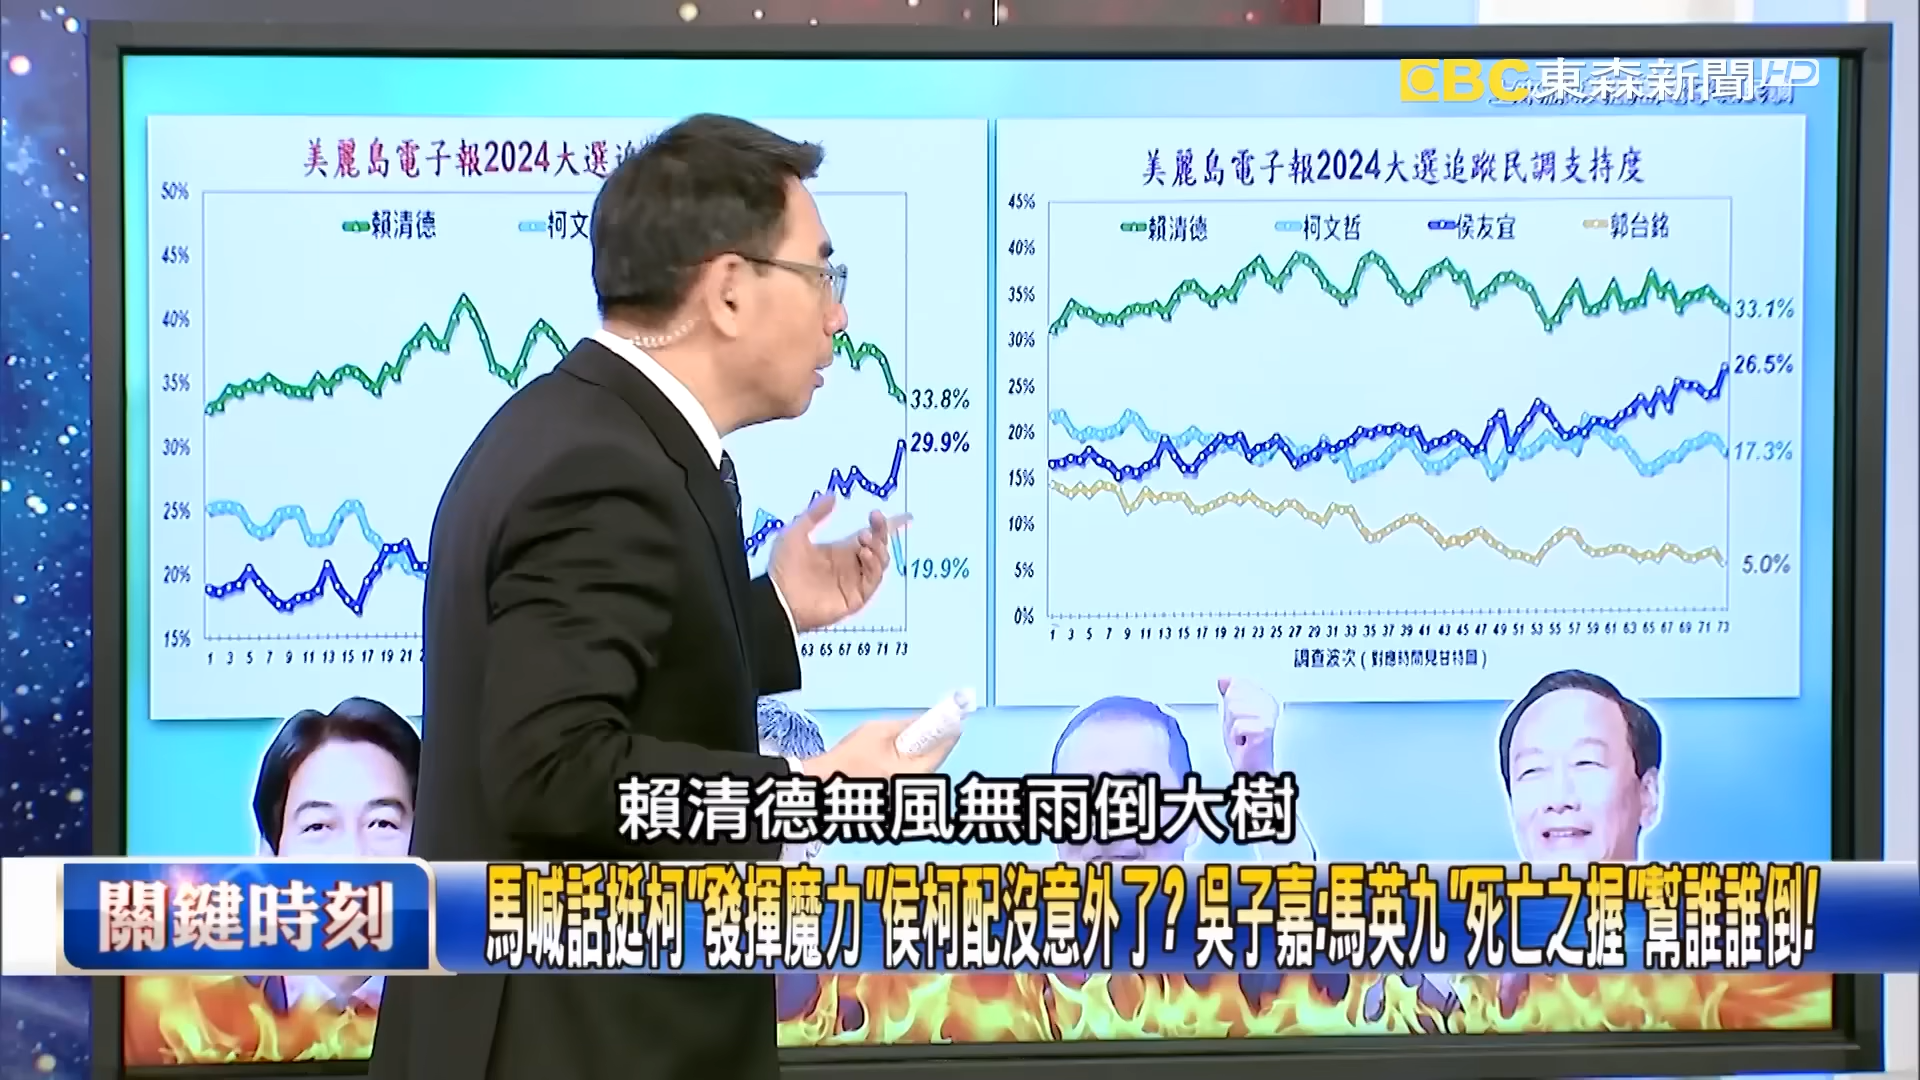 EBC東森新聞HD
美麗島電子報2024大選追
50%
45%
40%
35%
30%
25%
20%
15%
賴清德
柯文
33.8%
29.9%
19.9%
1 3 5 7 9 11 13 15 17 19 21
63 65 67 69 71 73
美麗島電子報2024大選追蹤民調支持度
45%
40%
35%
30%
25%
20%
15%
10%
5%
0%
賴清德 柯文哲 侯友宜 郭台銘
33.1%
26.5%
17.3%
5.0%
1 3 5 7 9 11 13 15 17 19 21 23 25 27 29 31 33 35 37 39 41 43 45 47 49 51 53 55 57 59 61 63 65 67 69 71 73
調查波次(對應時間見甘特圖)
賴清德無風無雨倒大樹
關鍵時刻
馬喊話挺柯"發揮魔力"侯柯配沒意外了? 吳子嘉:馬英九"死亡之握"幫誰誰倒!